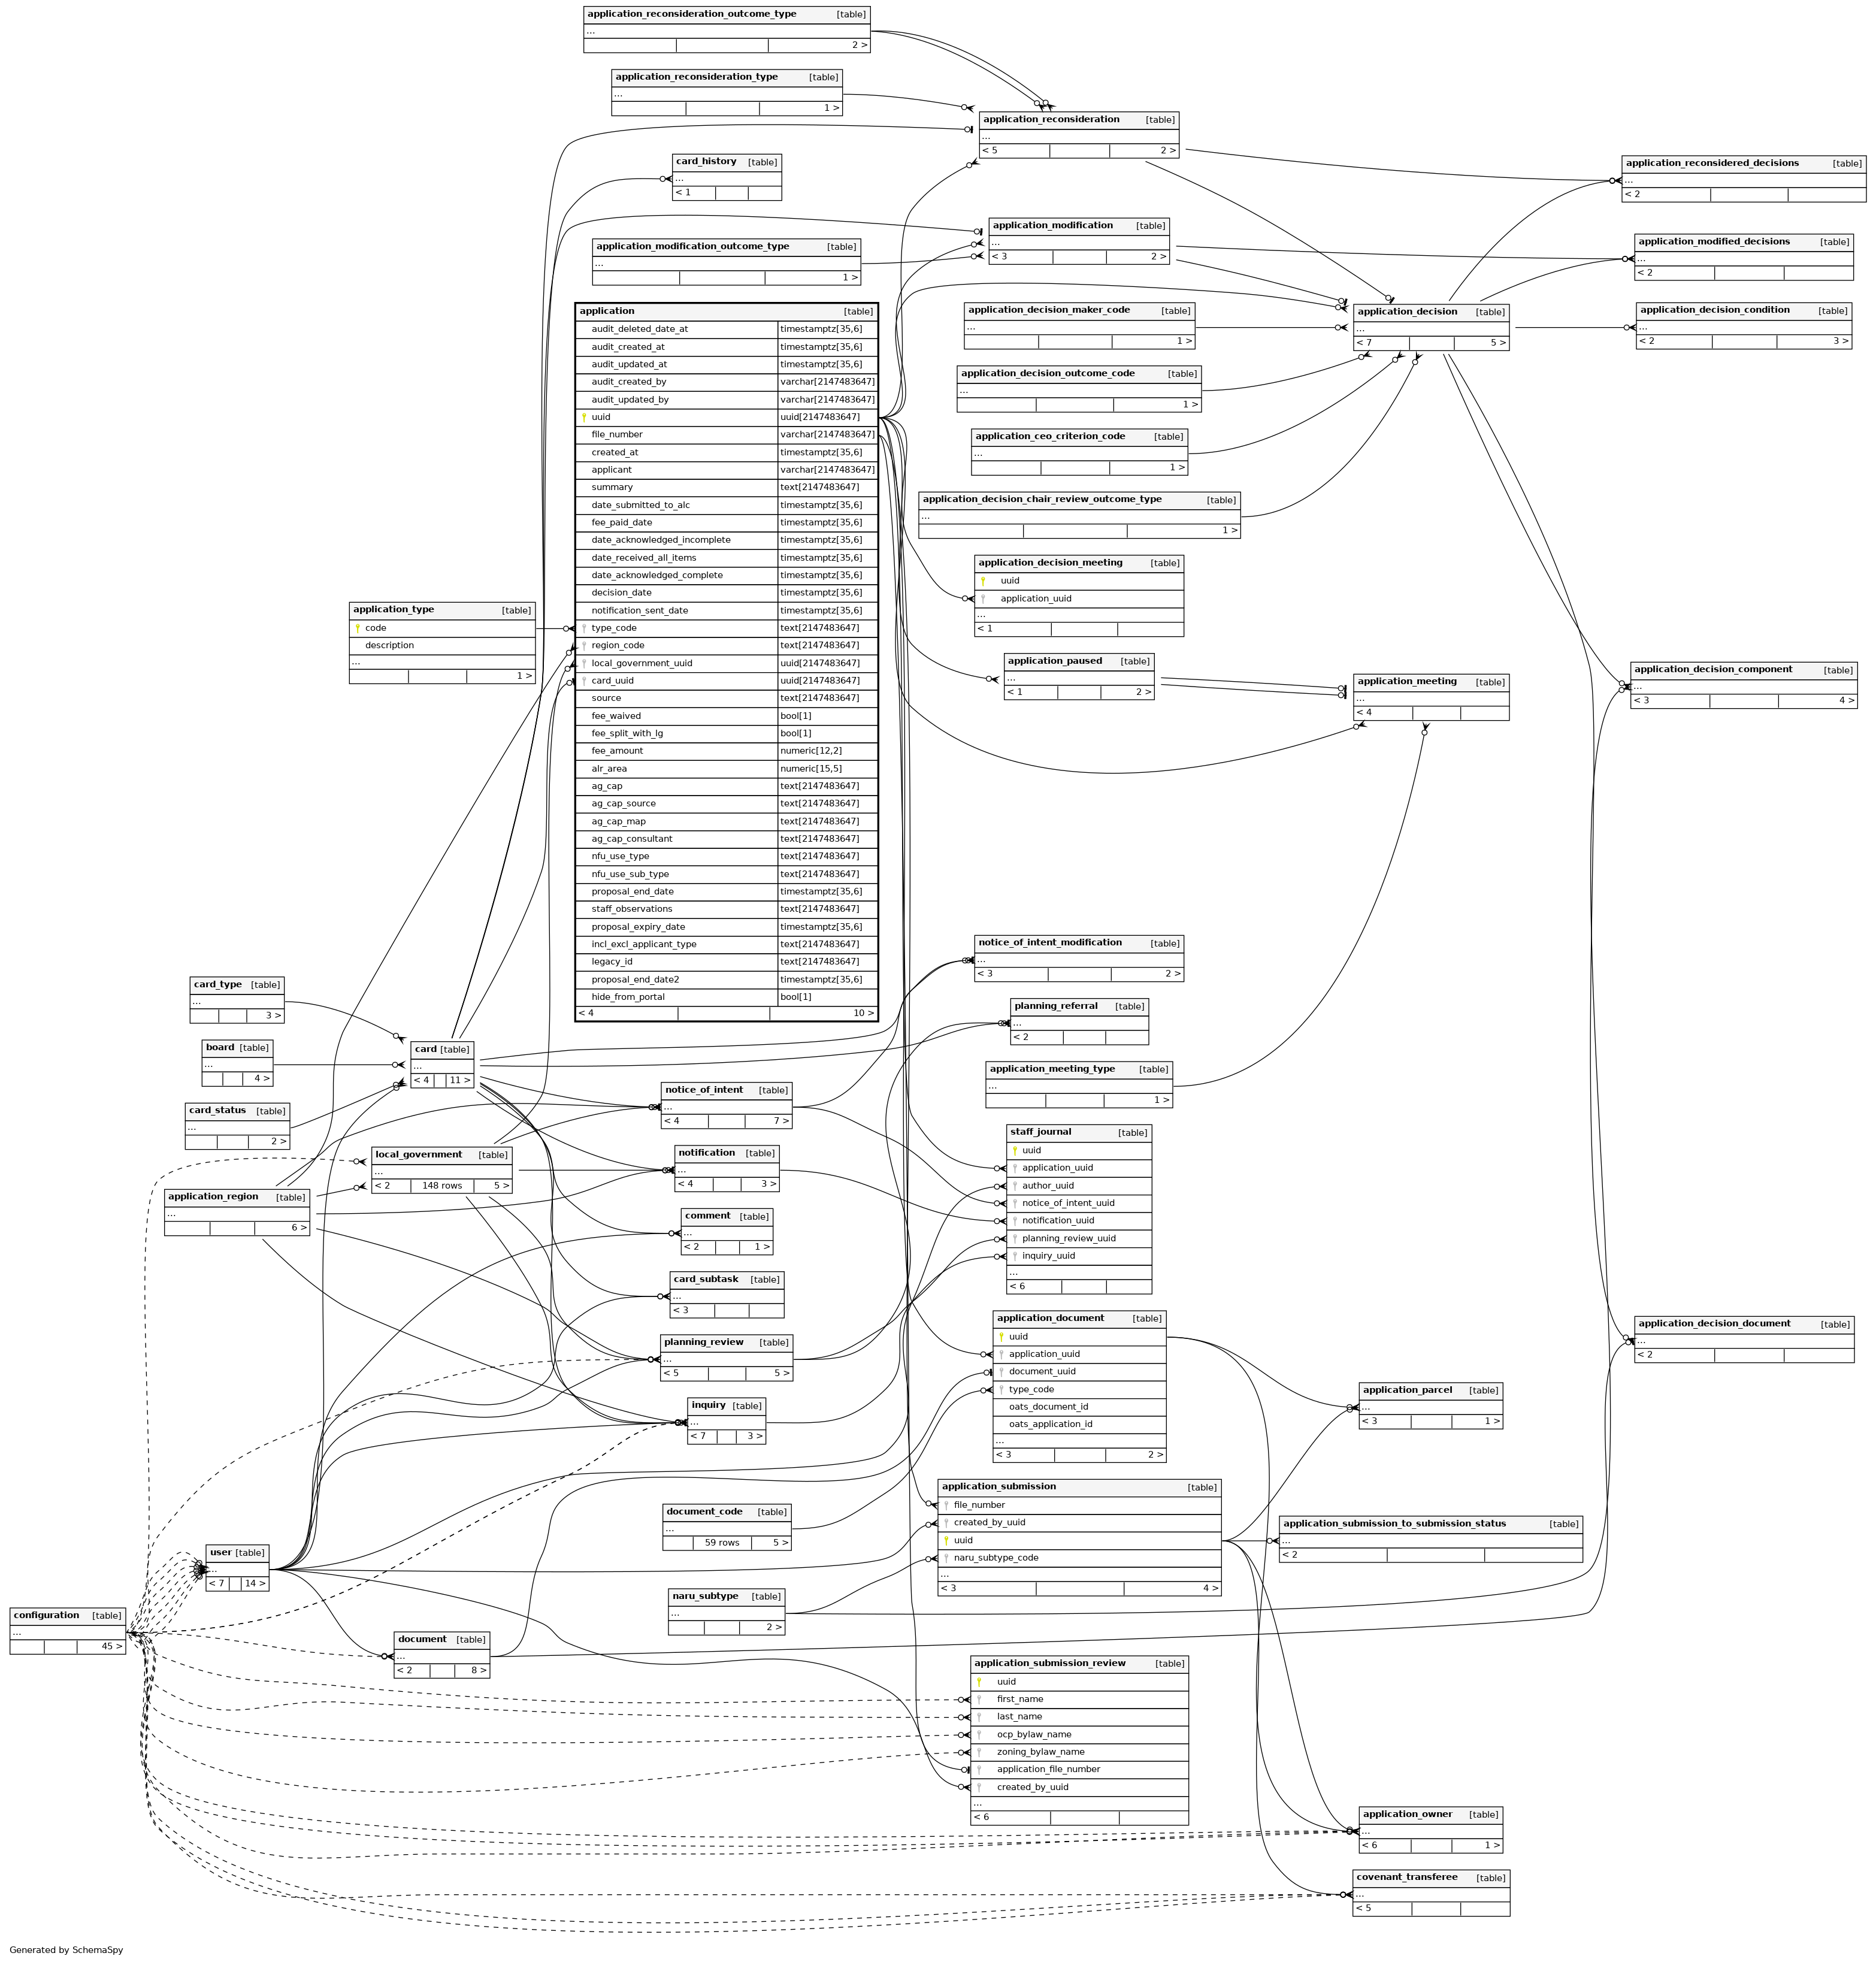 application_reconsideration_outcome_type [table]
...
2 >
application_reconsideration_type [table]
...
1 >
application_reconsideration [table]
...
< 5 2 >
card_history [table]
...
< 1
application_reconsidered_decisions [table]
...
< 2
application_modification [table]
...
< 3 2 >
application_modification_outcome_type [table]
...
1 >
application_modified_decisions [table]
...
< 2
application [table]
audit_deleted_date_at timestamptz[35,6]
audit_created_at timestamptz[35,6]
audit_updated_at timestamptz[35,6]
audit_created_by varchar[2147483647]
audit_updated_by varchar[2147483647]
uuid uuid[2147483647]
file_number varchar[2147483647]
created_at timestamptz[35,6]
applicant varchar[2147483647]
summary text[2147483647]
date_submitted_to_alc timestamptz[35,6]
fee_paid_date timestamptz[35,6]
date_acknowledged_incomplete timestamptz[35,6]
date_received_all_items timestamptz[35,6]
date_acknowledged_complete timestamptz[35,6]
decision_date timestamptz[35,6]
notification_sent_date timestamptz[35,6]
type_code text[2147483647]
region_code text[2147483647]
local_government_uuid uuid[2147483647]
card_uuid uuid[2147483647]
source text[2147483647]
fee_waived bool[1]
fee_split_with_lg bool[1]
fee_amount numeric[12,2]
alr_area numeric[15,5]
ag_cap text[2147483647]
ag_cap_source text[2147483647]
ag_cap_map text[2147483647]
ag_cap_consultant text[2147483647]
nfu_use_type text[2147483647]
nfu_use_sub_type text[2147483647]
proposal_end_date timestamptz[35,6]
staff_observations text[2147483647]
proposal_expiry_date timestamptz[35,6]
incl_excl_applicant_type text[2147483647]
legacy_id text[2147483647]
proposal_end_date2 timestamptz[35,6]
hide_from_portal bool[1]
< 4 10 >
application_decision_maker_code [table]
...
1 >
application_decision [table]
...
< 7 5 >
application_decision_condition [table]
...
< 2 3 >
application_decision_outcome_code [table]
...
1 >
application_ceo_criterion_code [table]
...
1 >
application_decision_chair_review_outcome_type [table]
...
1 >
application_decision_meeting [table]
uuid
application_uuid
...
< 1
application_type [table]
code
description
...
1 >
application_paused [table]
...
< 1 2 >
application_meeting [table]
...
< 4
application_decision_component [table]
...
< 3 4 >
notice_of_intent_modification [table]
...
< 3 2 >
card_type [table]
...
3 >
planning_referral [table]
...
< 2
board [table]
...
4 >
card [table]
...
< 4 11 >
application_meeting_type [table]
...
1 >
card_status [table]
...
2 >
notice_of_intent [table]
...
< 4 7 >
staff_journal [table]
uuid
application_uuid
author_uuid
notice_of_intent_uuid
notification_uuid
planning_review_uuid
inquiry_uuid
...
< 6
local_government [table]
...
< 2 148 rows 5 >
notification [table]
...
< 4 3 >
application_region [table]
...
6 >
comment [table]
...
< 2 1 >
card_subtask [table]
...
< 3
planning_review [table]
...
< 5 5 >
application_document [table]
uuid
application_uuid
document_uuid
type_code
oats_document_id
oats_application_id
...
< 3 2 >
application_decision_document [table]
...
< 2
application_parcel [table]
...
< 3 1 >
inquiry [table]
...
< 7 3 >
application_submission [table]
file_number
created_by_uuid
uuid
naru_subtype_code
...
< 3 4 >
document_code [table]
...
59 rows 5 >
application_submission_to_submission_status [table]
...
< 2
user [table]
...
< 7 14 >
naru_subtype [table]
...
2 >
configuration [table]
...
45 >
document [table]
...
< 2 8 >
application_submission_review [table]
uuid
first_name
last_name
ocp_bylaw_name
zoning_bylaw_name
application_file_number
created_by_uuid
...
< 6
application_owner [table]
...
< 6 1 >
covenant_transferee [table]
...
< 5
Generated by SchemaSpy